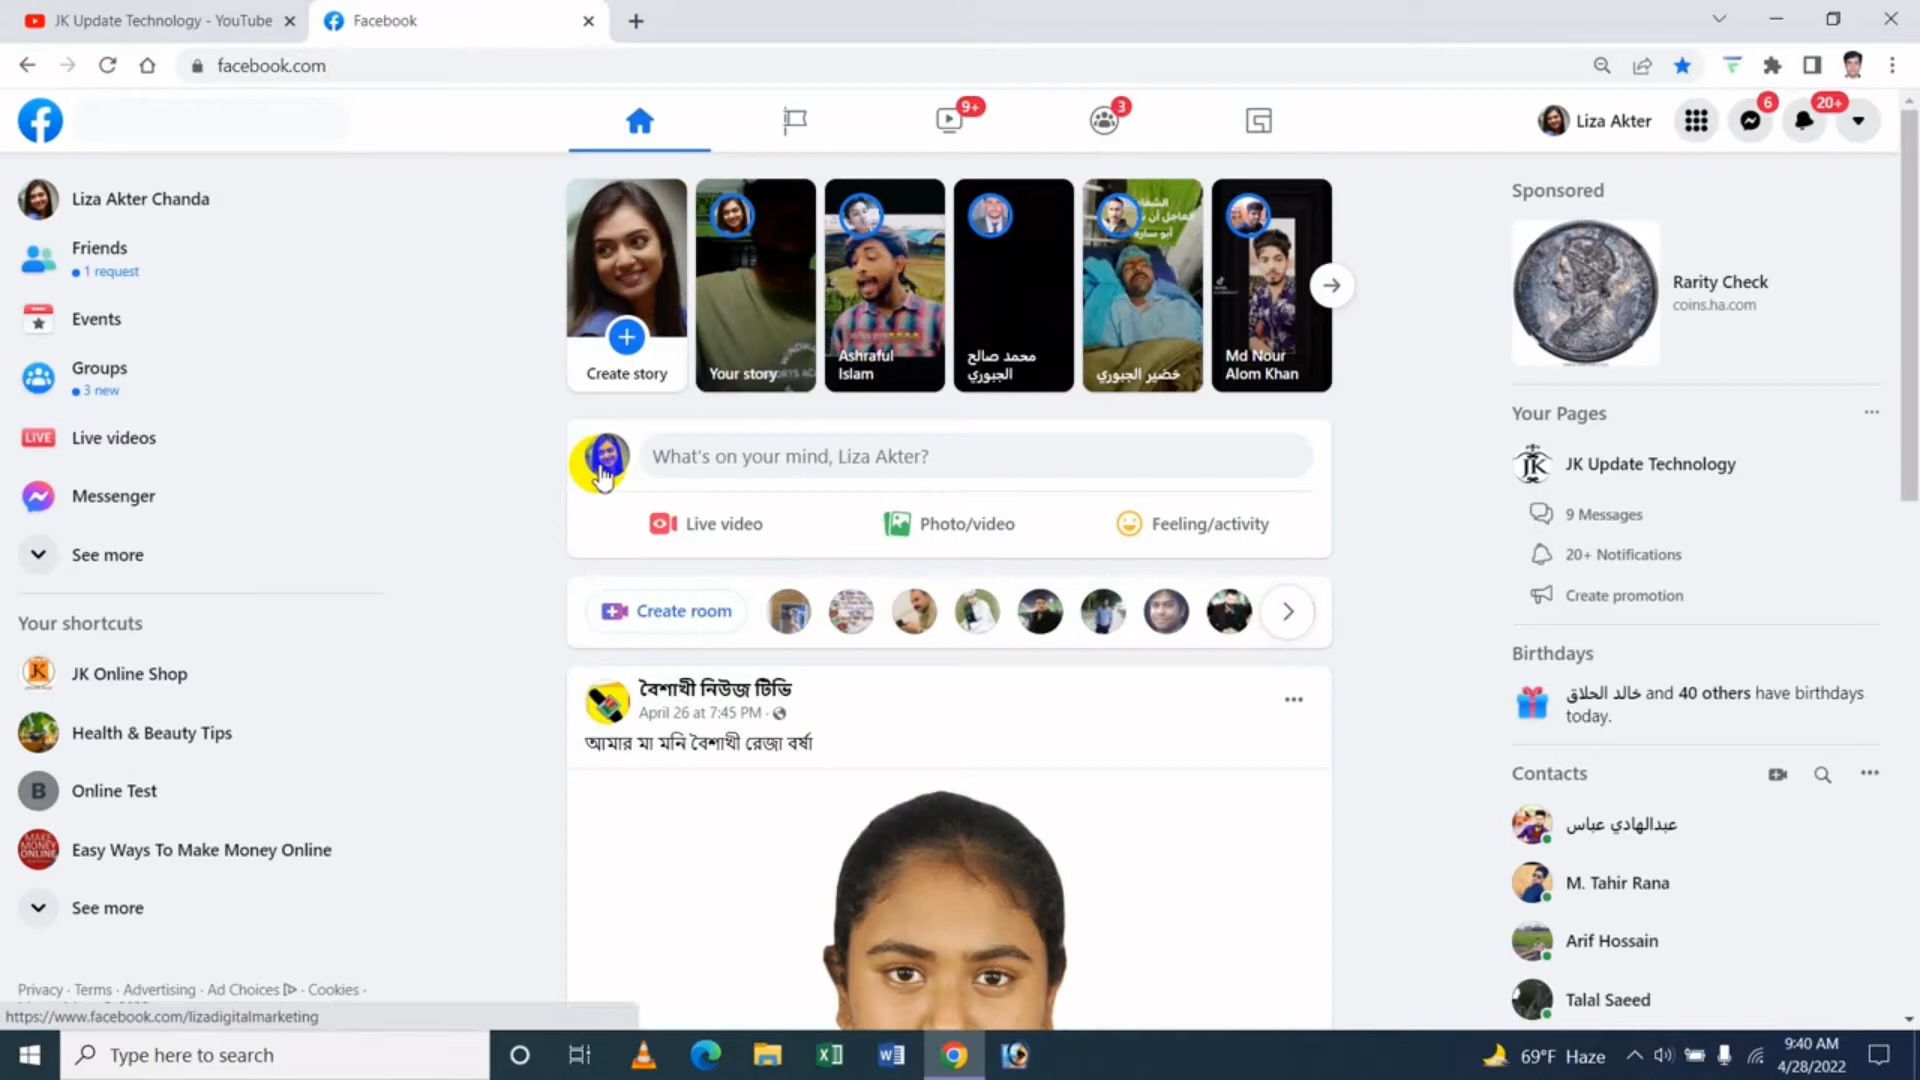 JK Update Technology - YouTube
Facebook
facebook.com
9+
3
Liza Akter
6
20+
Liza Akter Chanda
Friends
1 request
Events
Groups
3 new
LIVE
Live videos
Messenger
See more
Your shortcuts
K
JK Online Shop
Health & Beauty Tips
B
Online Test
MAKE
MONEY
ONLINE
Easy Ways To Make Money Online
See more
Privacy · Terms · Advertising · Ad Choices · Cookies ·
https://www.facebook.com/lizadigitalmarketing
Create story
Your story
Ashraful
Islam
محمد صالح
الجبوري
خضير الجبوري
Md Nour
Alom Khan
What's on your mind, Liza Akter?
Live video
Photo/video
Feeling/activity
Create room
বৈশাখী নিউজ টিভি
April 26 at 7:45 PM ·
আমার মা মনি বৈশাখী রেজা বর্ষা
Sponsored
Rarity Check
coins.ha.com
Your Pages
JK
JK Update Technology
9 Messages
20+ Notifications
Create promotion
Birthdays
خالد الحلاق and 40 others have birthdays
today.
Contacts
عبدالهادي عباس
M. Tahir Rana
Arif Hossain
Talal Saeed
Type here to search
69°F Haze
9:40 AM
4/28/2022